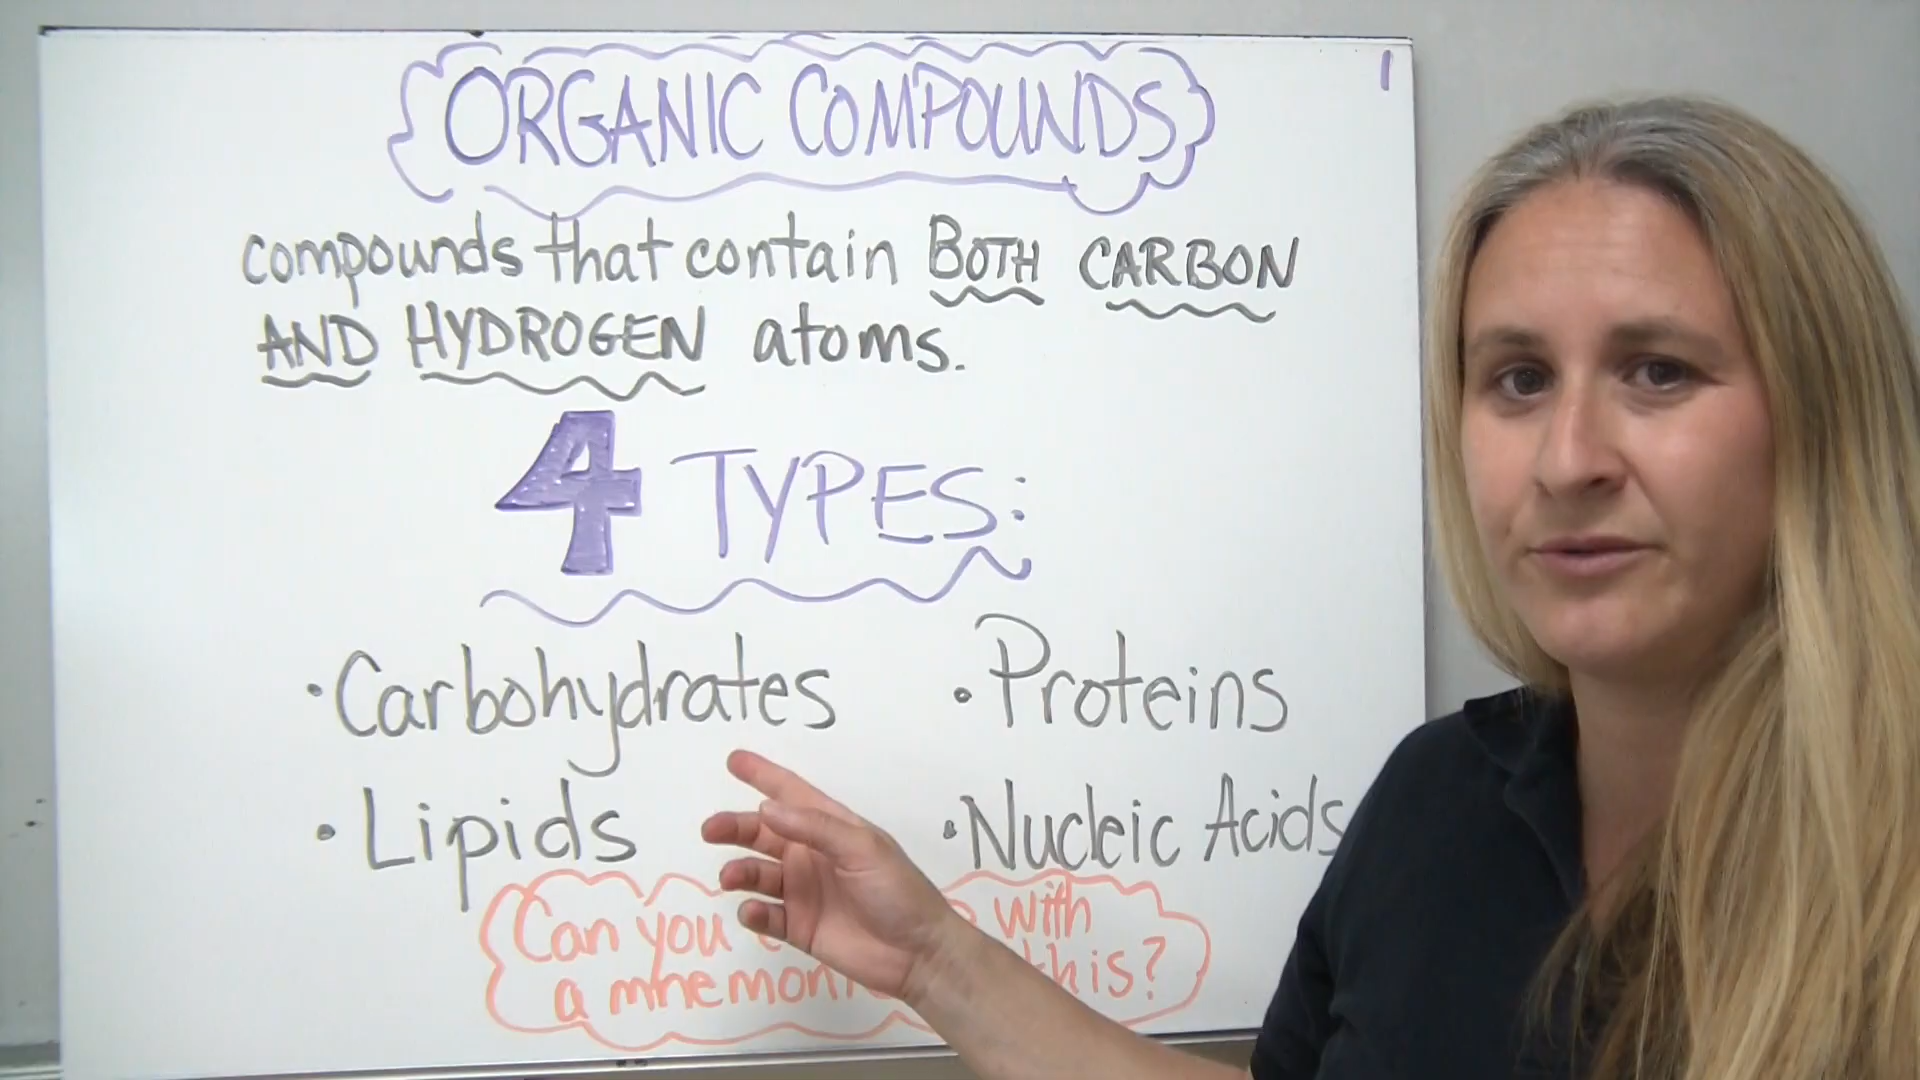 1
ORGANIC COMPOUNDS
compounds that contain BOTH CARBON
AND HYDROGEN atoms.
4 TYPES:
• Carbohydrates
• Proteins
• Lipids
• Nucleic Acids
Can you with
a this?